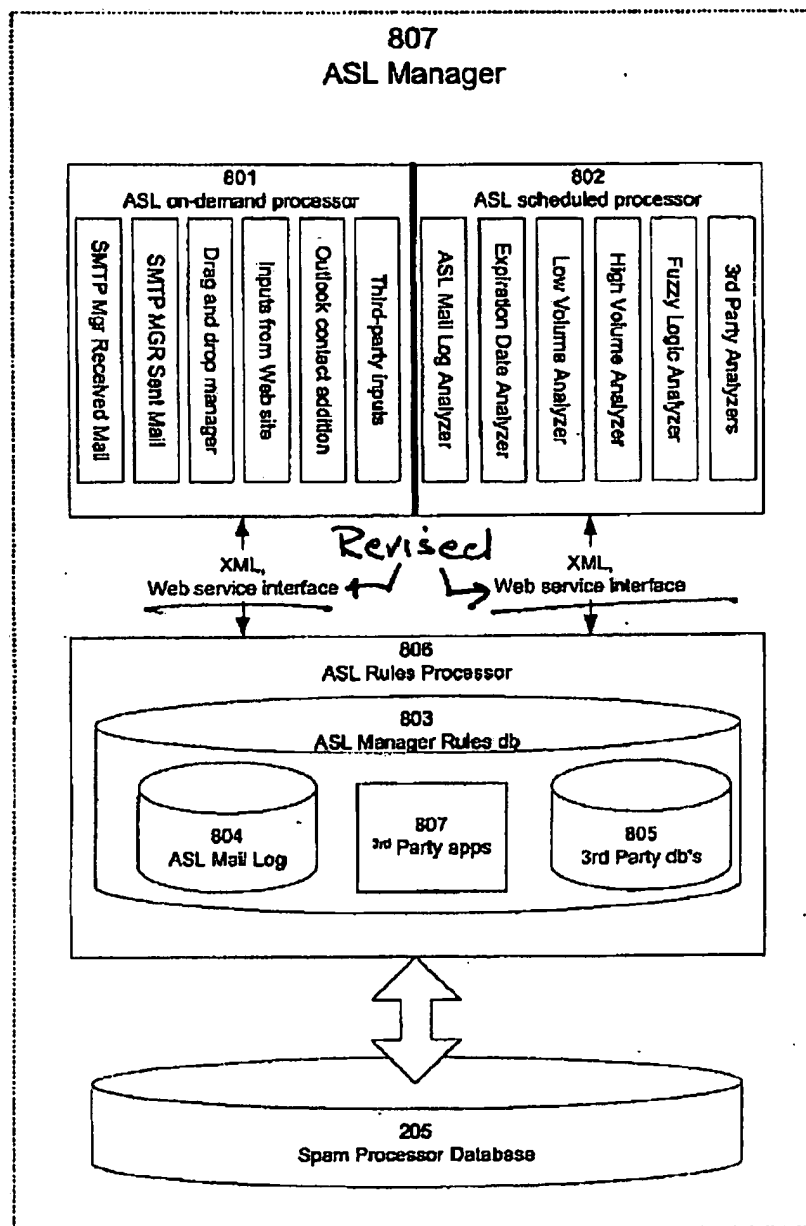 807
ASL Manager
801
ASL on-demand processor
SMTP Mgr Received Mail
SMTP MGR Sent Mail
Drag and drop manager
Inputs from Web site
Outlook contact addition
Third-party inputs
802
ASL scheduled processor
ASL Mail Log Analyzer
Expiration Date Analyzer
Low Volume Analyzer
High Volume Analyzer
Fuzzy Logic Analyzer
3rd Party Analyzers
Revised
XML,
Web service interface
XML,
Web service interface
806
ASL Rules Processor
803
ASL Manager Rules db
804
ASL Mail Log
807
3rd Party apps
805
3rd Party db's
205
Spam Processor Database